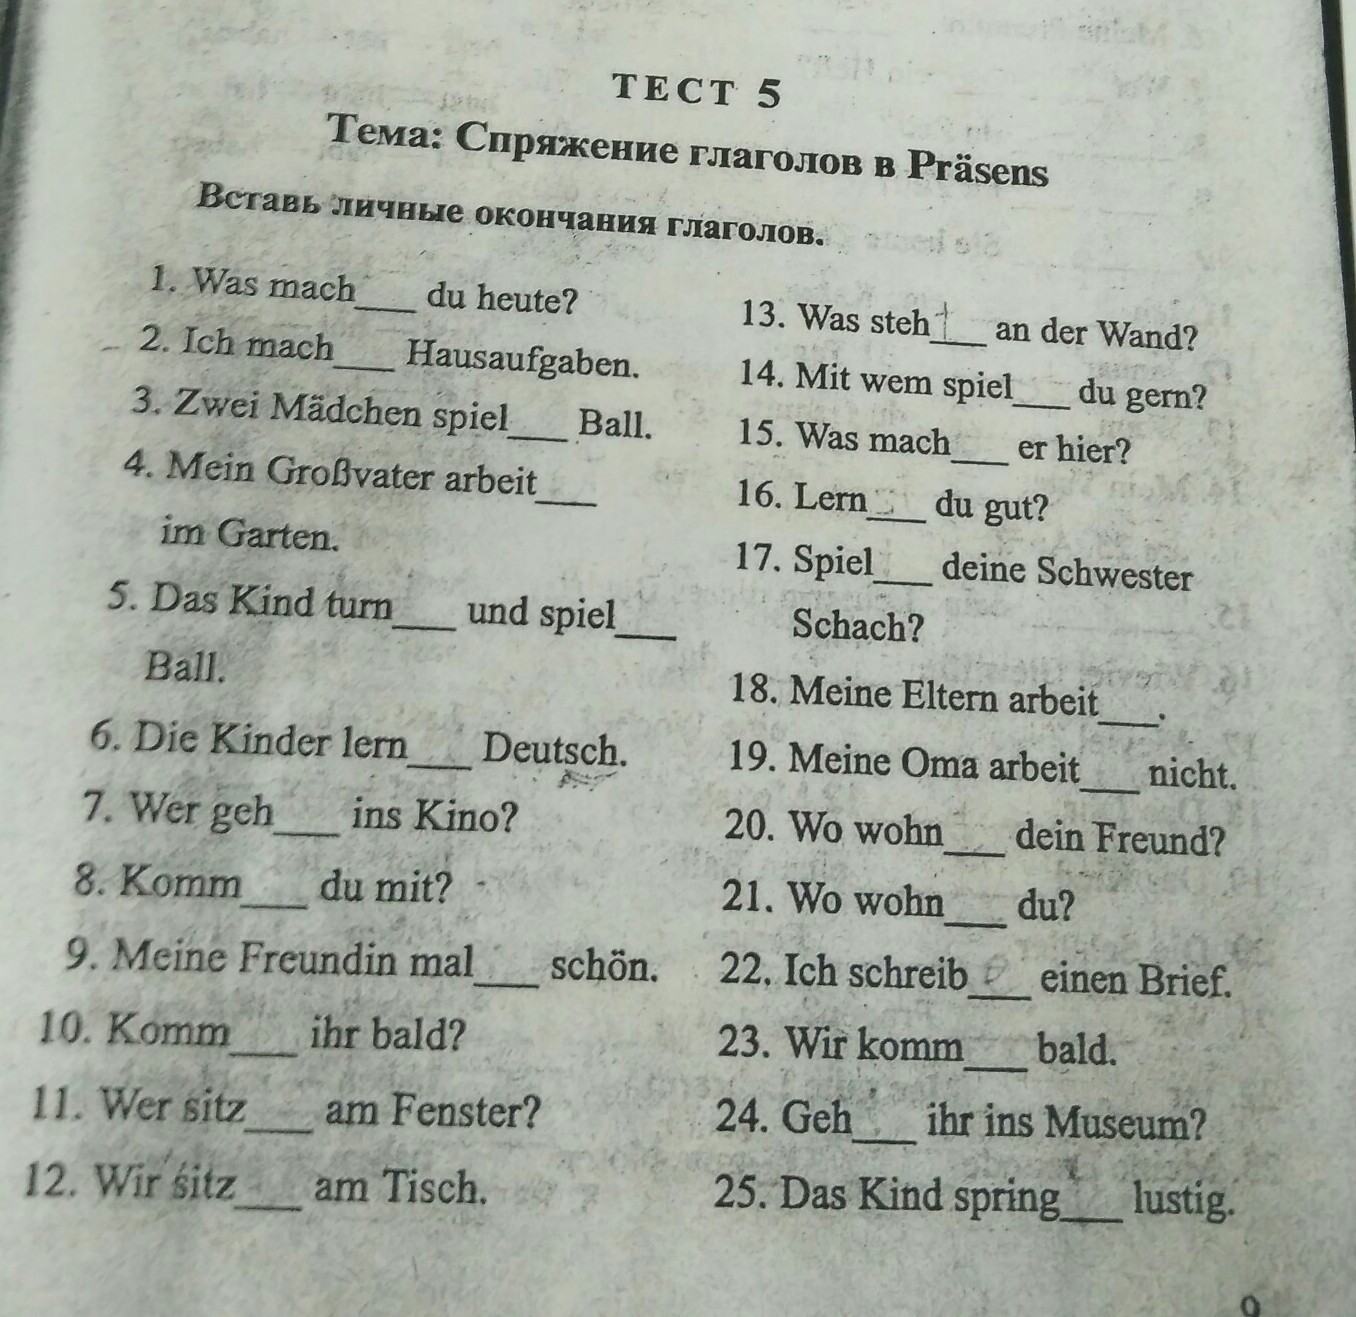 ТЕСТ 5
Тема: Спряжение глаголов в Präsens
Вставь личные окончания глаголов.
1. Was mach___ du heute?
2. Ich mach___ Hausaufgaben.
3. Zwei Mädchen spiel___ Ball.
4. Mein Großvater arbeit___
im Garten.
5. Das Kind turn___ und spiel___
Ball.
6. Die Kinder lern___ Deutsch.
7. Wer geh___ ins Kino?
8. Komm___ du mit?
9. Meine Freundin mal___ schön.
10. Komm___ ihr bald?
11. Wer sitz___ am Fenster?
12. Wir sitz___ am Tisch.
13. Was steh___ an der Wand?
14. Mit wem spiel___ du gern?
15. Was mach___ er hier?
16. Lern___ du gut?
17. Spiel___ deine Schwester
Schach?
18. Meine Eltern arbeit___.
19. Meine Oma arbeit___ nicht.
20. Wo wohn___ dein Freund?
21. Wo wohn___ du?
22. Ich schreib___ einen Brief.
23. Wir komm___ bald.
24. Geh___ ihr ins Museum?
25. Das Kind spring___ lustig.